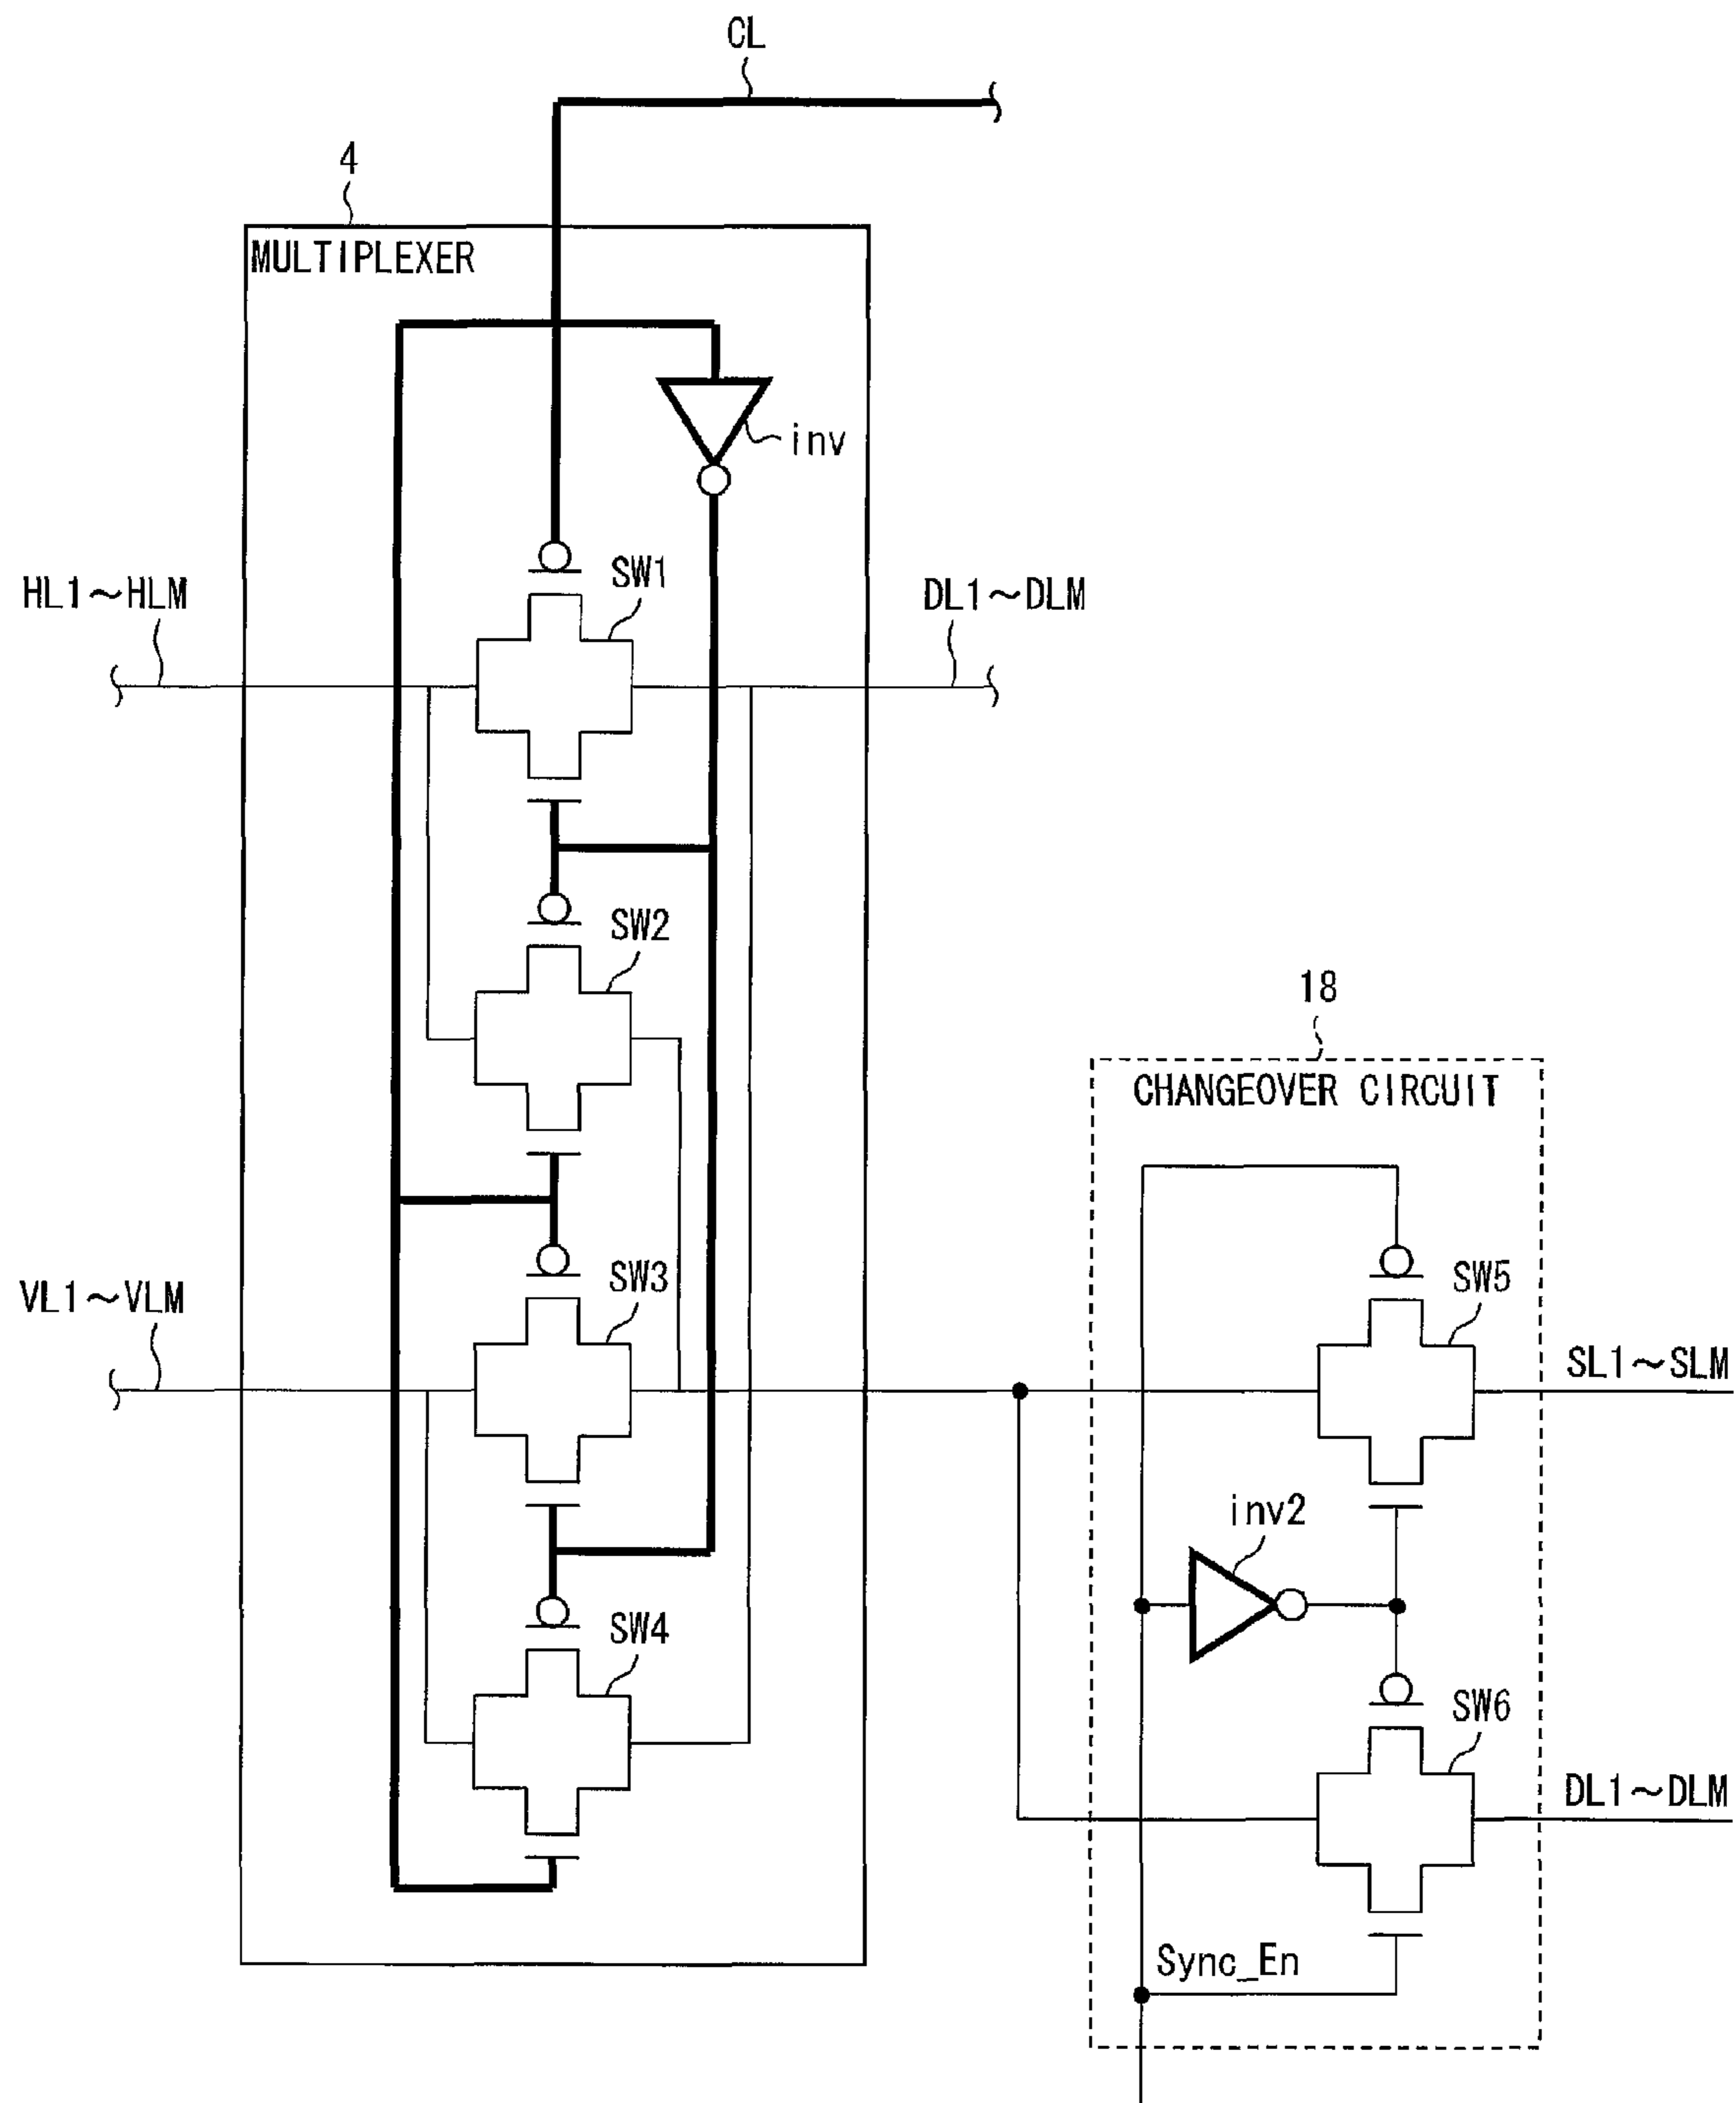 CL
4
MULTIPLEXER
inv
HL1～HLM
SW1
DL1～DLM
SW2
18
CHANGEOVER CIRCUIT
VL1～VLM
SW3
SW5
SL1～SLM
inv2
SW4
SW6
DL1～DLM
Sync_En